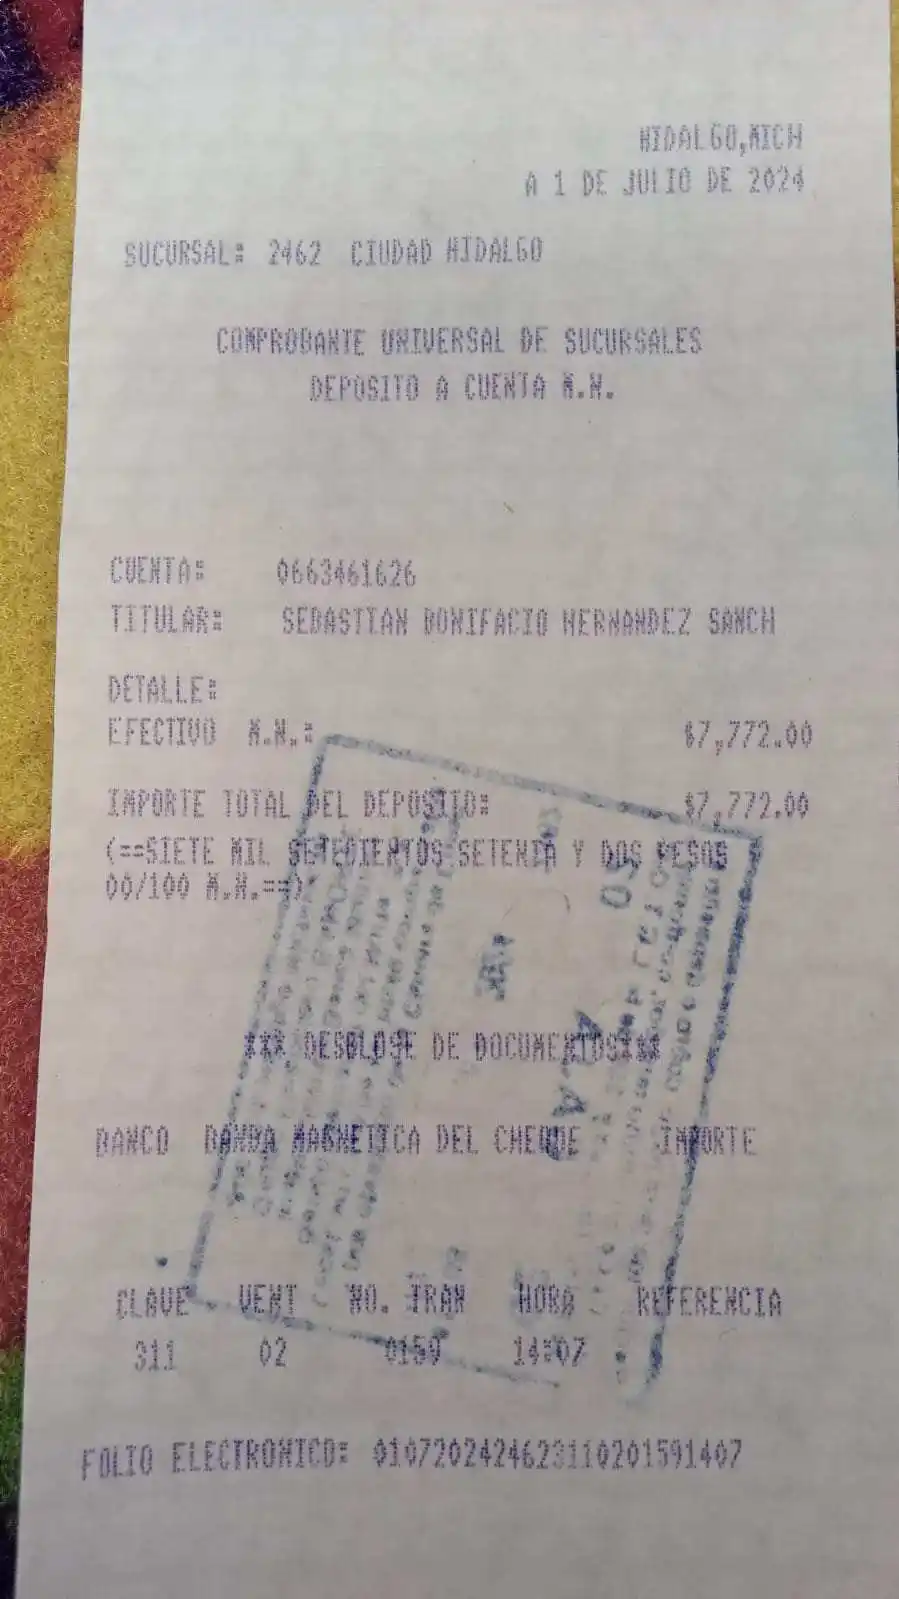 HIDALGO,MICH
A 1 DE JULIO DE 2024
SUCURSAL: 2462 CIUDAD HIDALGO
COMPROBANTE UNIVERSAL DE SUCURSALES
DEPOSITO A CUENTA M.N.
CUENTA: 0663461626
TITULAR: SEBASTIAN BONIFACIO HERNANDEZ SANCH
DETALLE:
EFECTIVO M.N.: $7,772.00
IMPORTE TOTAL DEL DEPOSITO: $7,772.00
(==SIETE MIL SETECIENTOS SETENTA Y DOS PESOS
00/100 M.N.==)
*** DESGLOSE DE DOCUMENTOS***
BANCO BANDA MAGNETICA DEL CHEQUE IMPORTE
CLAVE VENT NO. TRAN HORA REFERENCIA
311 02 0159 14:07
FOLIO ELECTRONICO: 0107202424623110201591407